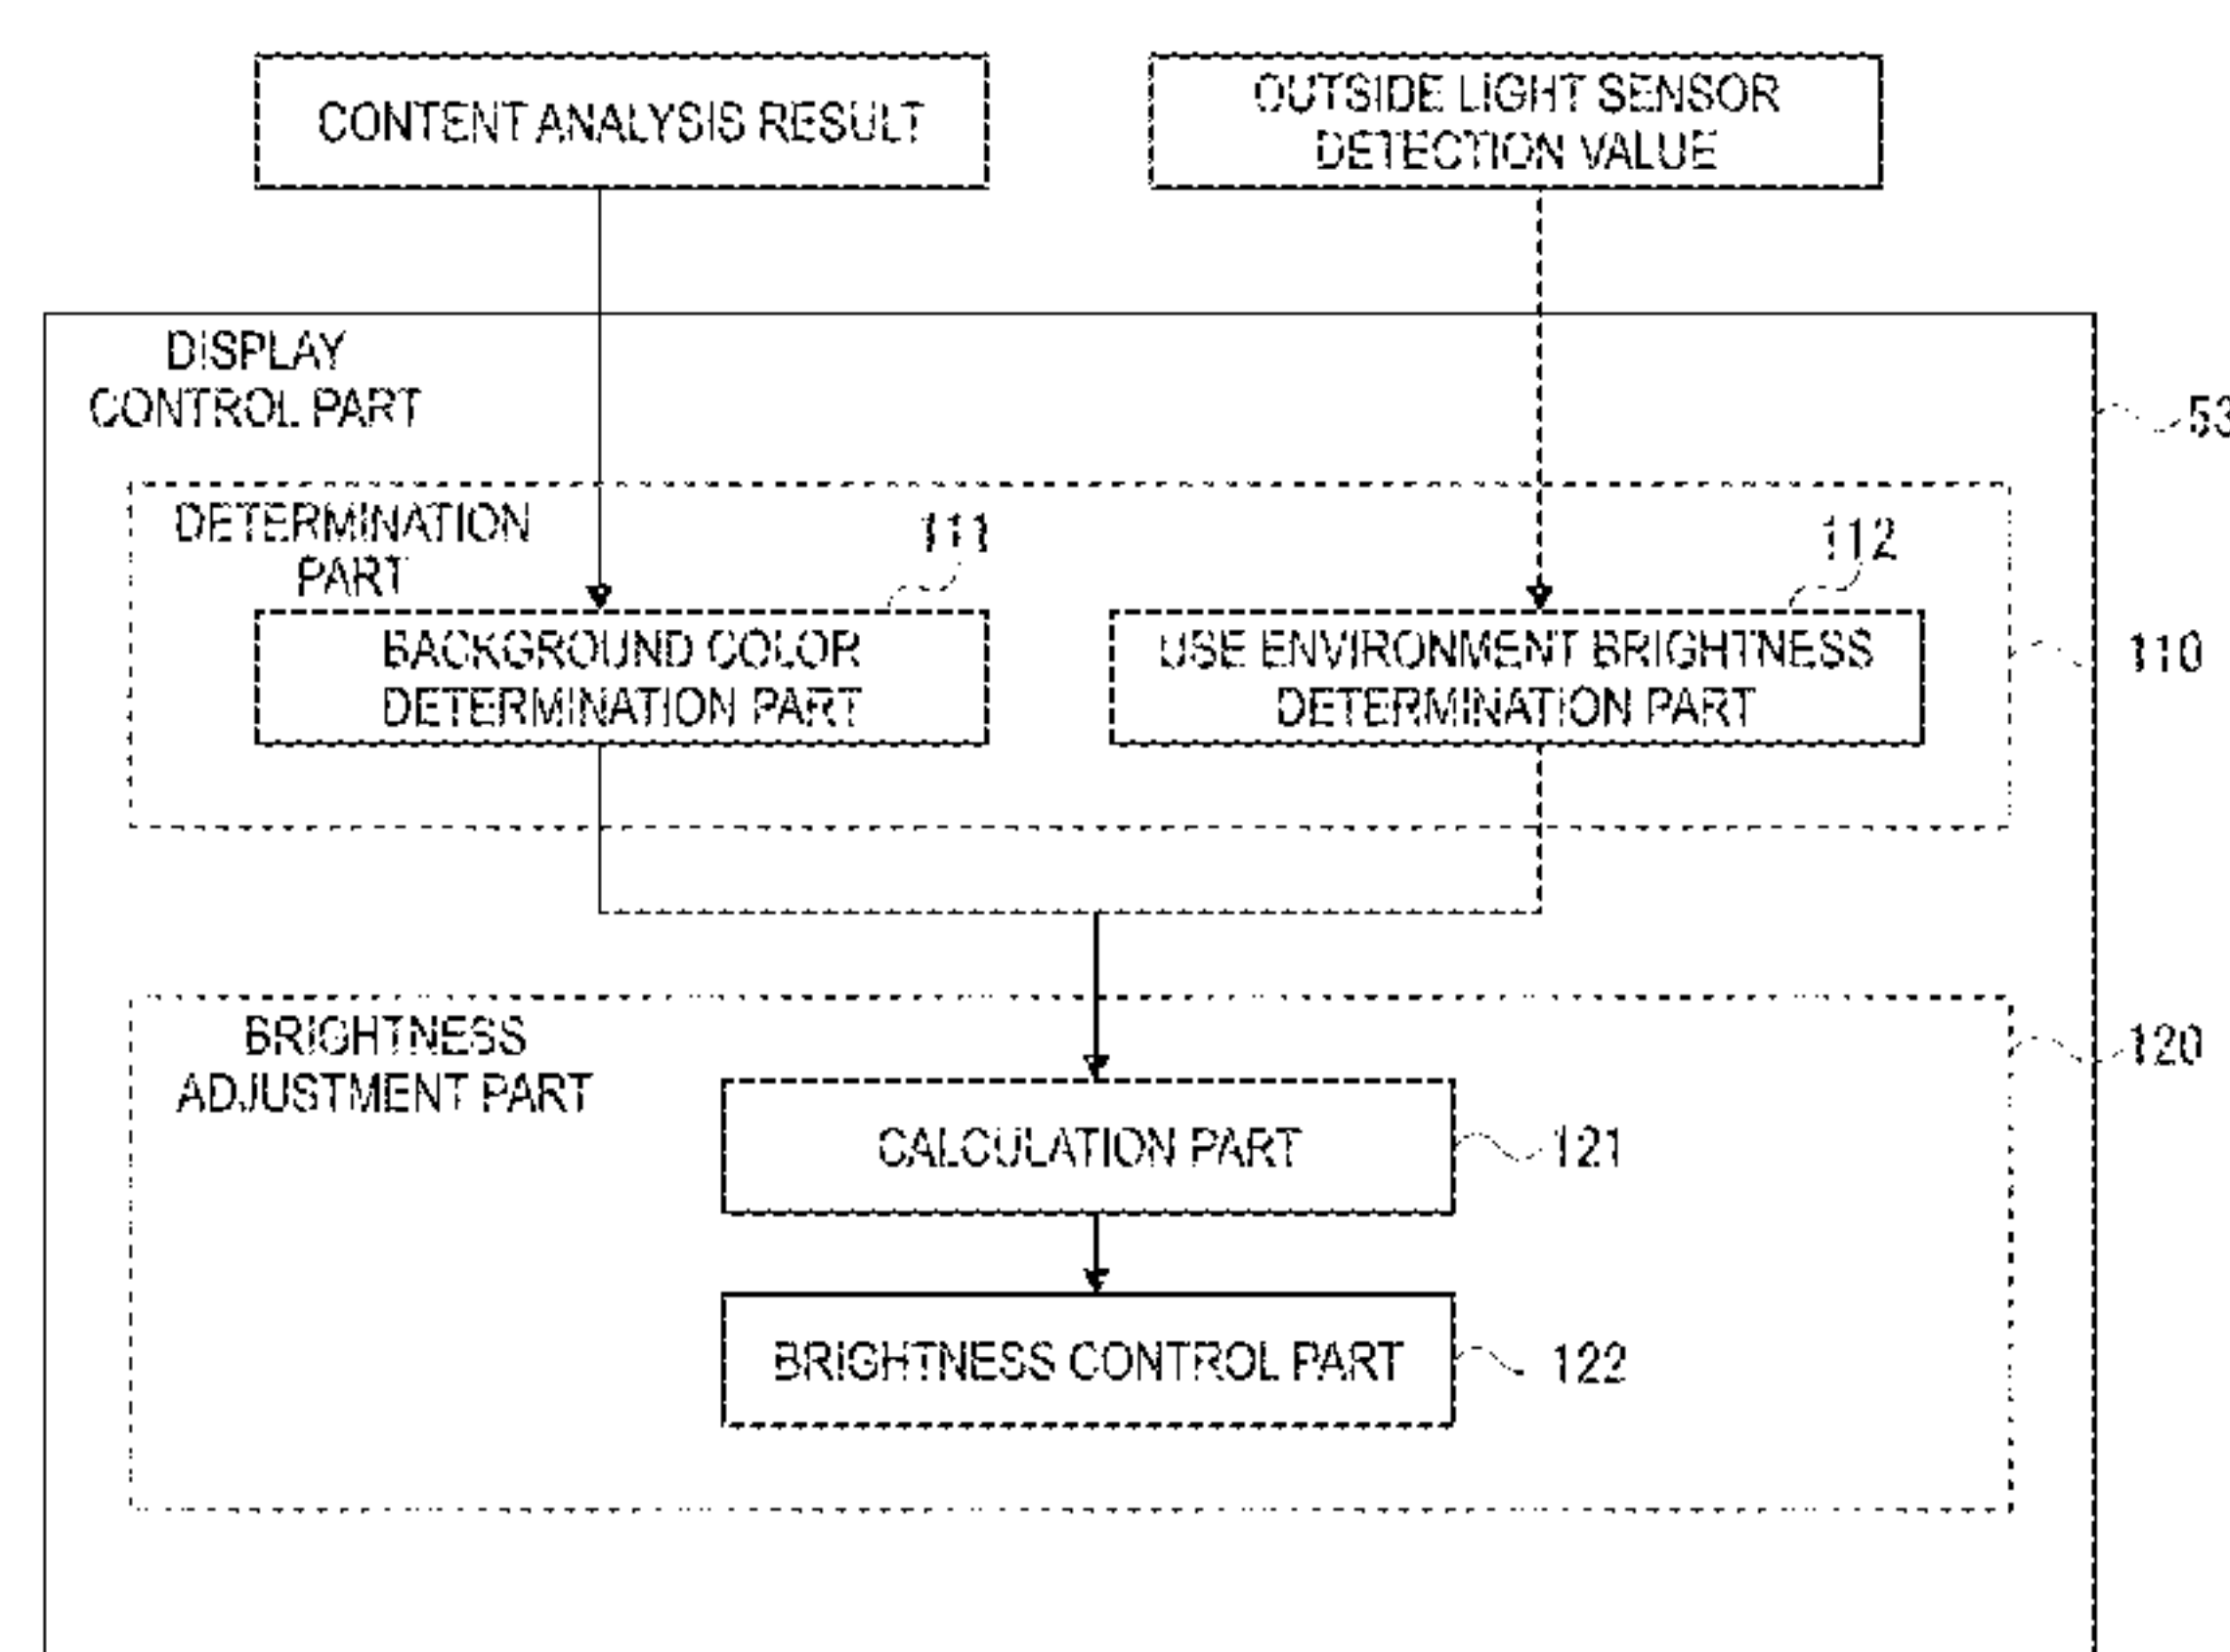 CONTENT ANALYSIS RESULT
OUTSIDE LIGHT SENSOR
DETECTION VALUE
DISPLAY
CONTROL PART
53
DETERMINATION
PART
111
112
BACKGROUND COLOR
DETERMINATION PART
USE ENVIRONMENT BRIGHTNESS
DETERMINATION PART
110
BRIGHTNESS
ADJUSTMENT PART
120
CALCULATION PART
121
BRIGHTNESS CONTROL PART
122